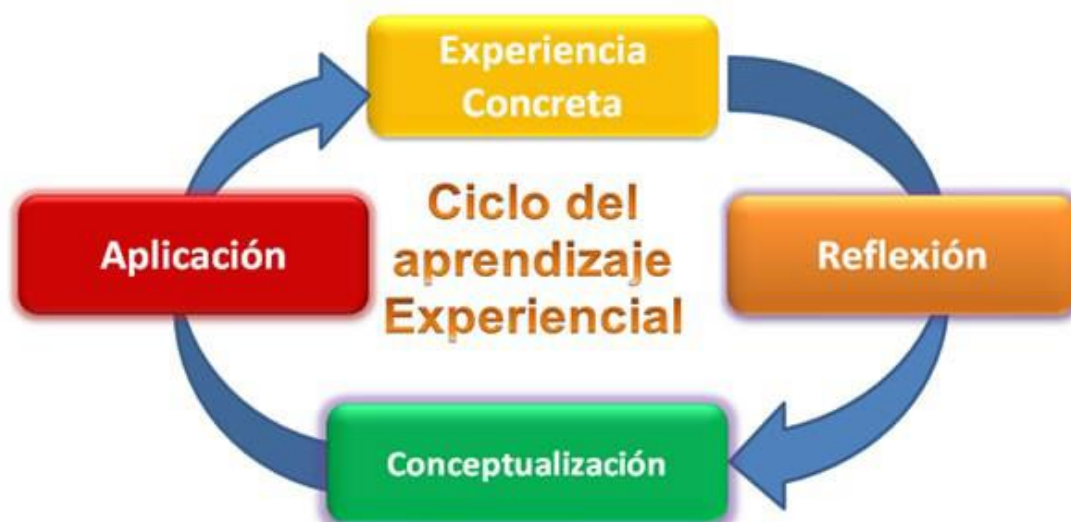 Experiencia
Concreta
Ciclo del
aprendizaje
Experiencial
Aplicación
Reflexión
Conceptualización